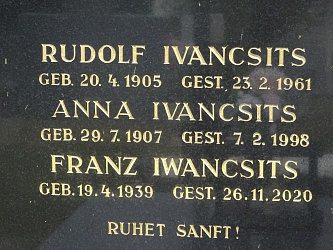 RUDOLF IVANCSITS
GEB. 20. 4. 1905 GEST. 23. 2. 1961
ANNA IVANCSITS
GEB. 29. 7. 1907 GEST. 7. 2. 1998
FRANZ IWANCSITS
GEB. 19. 4. 1939 GEST. 26. 11. 2020
RUHET SANFT!